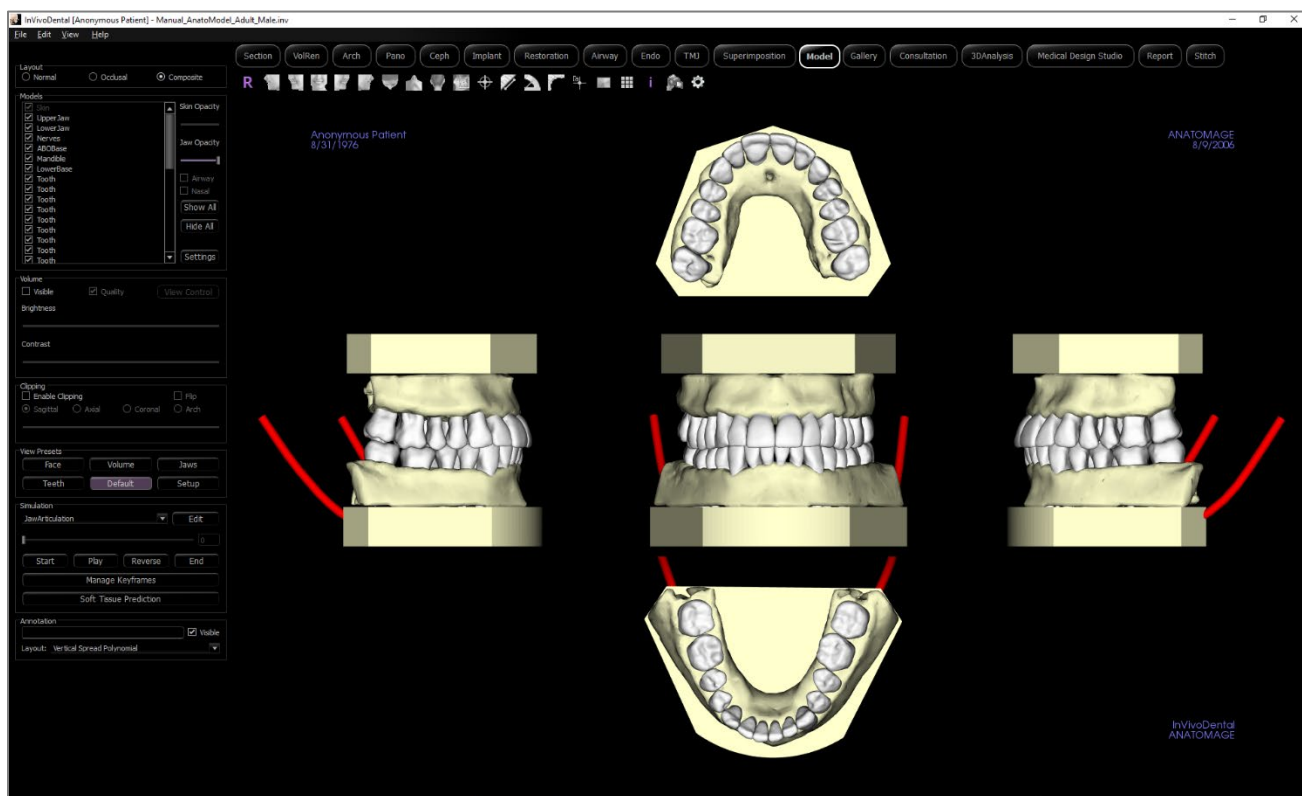 InVivoDental [Anonymous Patient] - Manual_AnatoModel_Adult_Male.inv
File Edit View Help
Section VolRen Arch Pano Ceph Implant Restoration Airway Endo TMJ Superimposition Model Gallery Consultation 3DAnalysis Medical Design Studio Report Stitch
Layout
Normal Occlusal Composite
R i
Models
Skin
UpperJaw
LowerJaw
Nerves
ABOBase
Mandible
LowerBase
Tooth
Tooth
Tooth
Tooth
Tooth
Tooth
Tooth
Tooth
Tooth
Skin Opacity
Jaw Opacity
Airway
Nasal
Show All
Hide All
Settings
Anonymous Patient
8/31/1976
ANATOMAGE
8/9/2006
Volume
Visible Quality View Control
Brightness
Contrast
Clipping
Enable Clipping Flip
Sagittal Axial Coronal Arch
View Presets
Face Volume Jaws
Teeth Default Setup
Simulation
JawArticulation Edit
0
Start Play Reverse End
Manage Keyframes
Soft Tissue Prediction
Annotation
Visible
Layout: Vertical Spread Polynomial
InVivoDental
ANATOMAGE